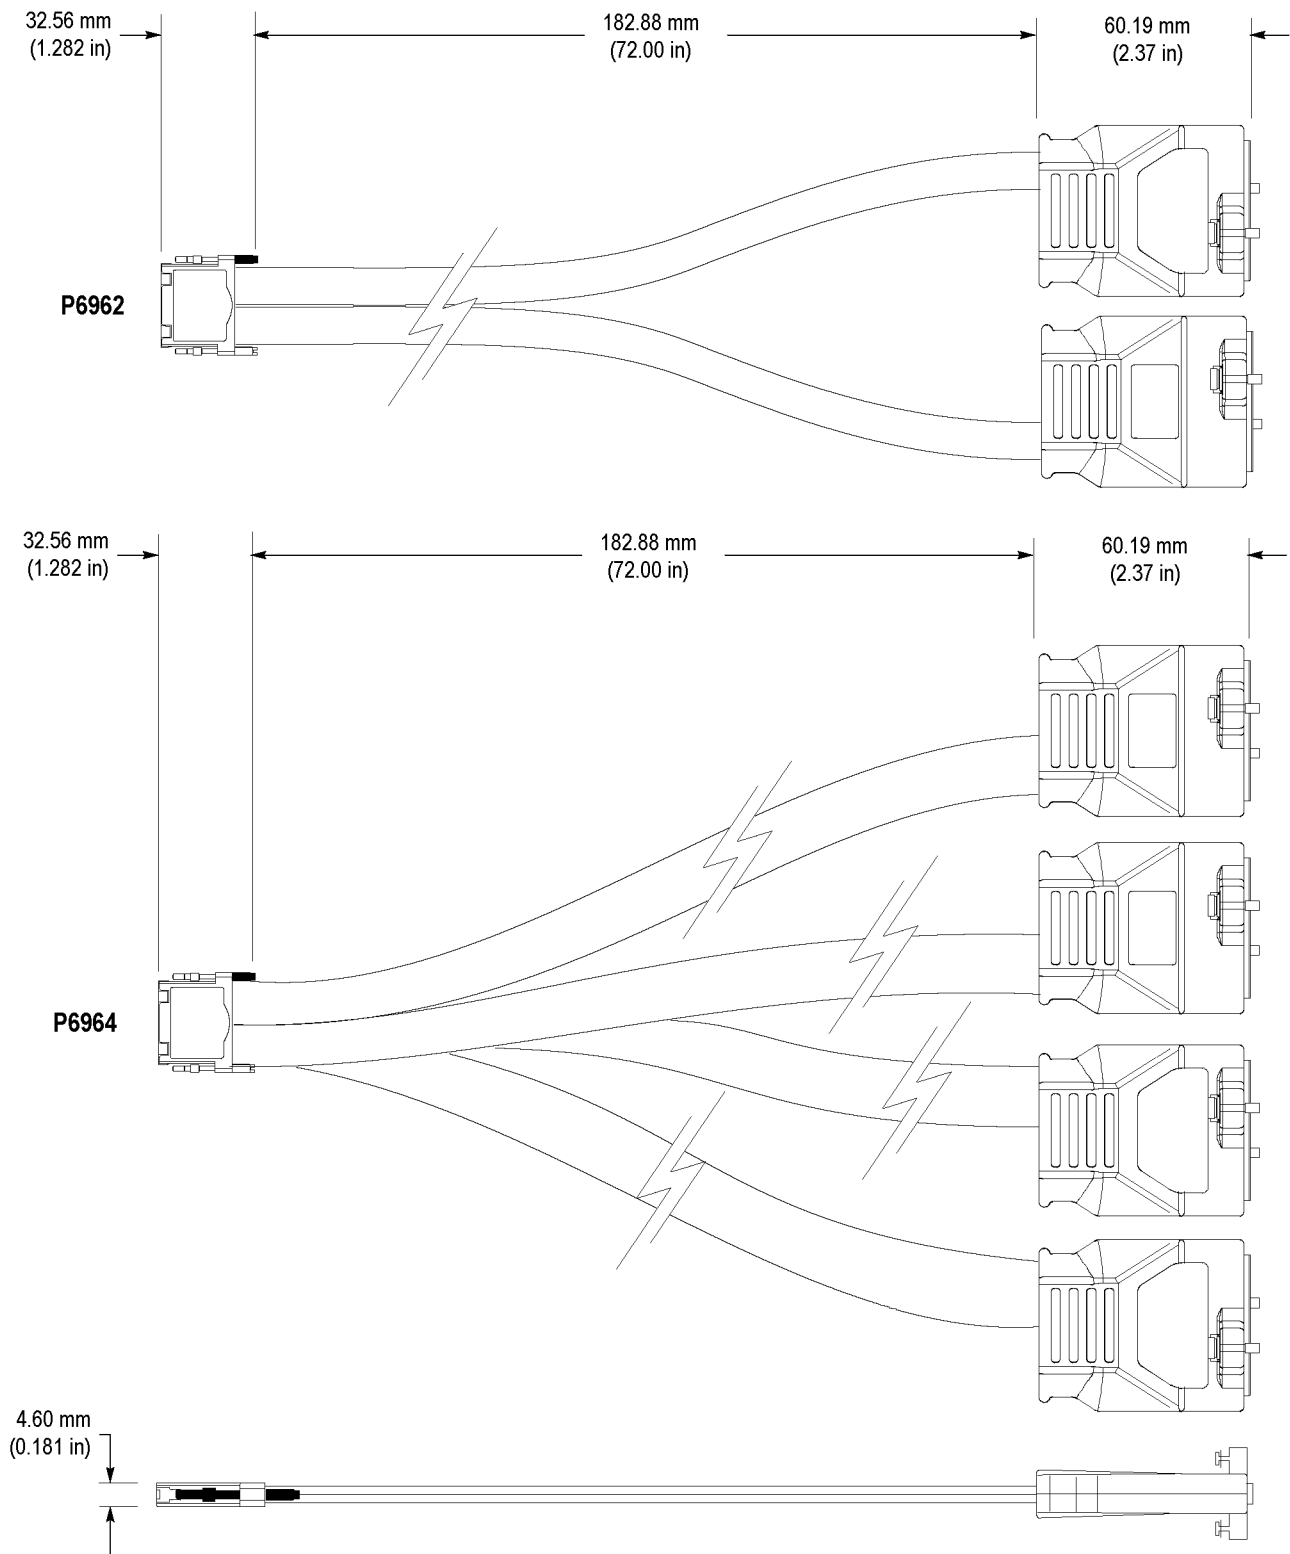 32.56 mm
(1.282 in)
182.88 mm
(72.00 in)
60.19 mm
(2.37 in)
P6962
32.56 mm
(1.282 in)
182.88 mm
(72.00 in)
60.19 mm
(2.37 in)
P6964
4.60 mm
(0.181 in)